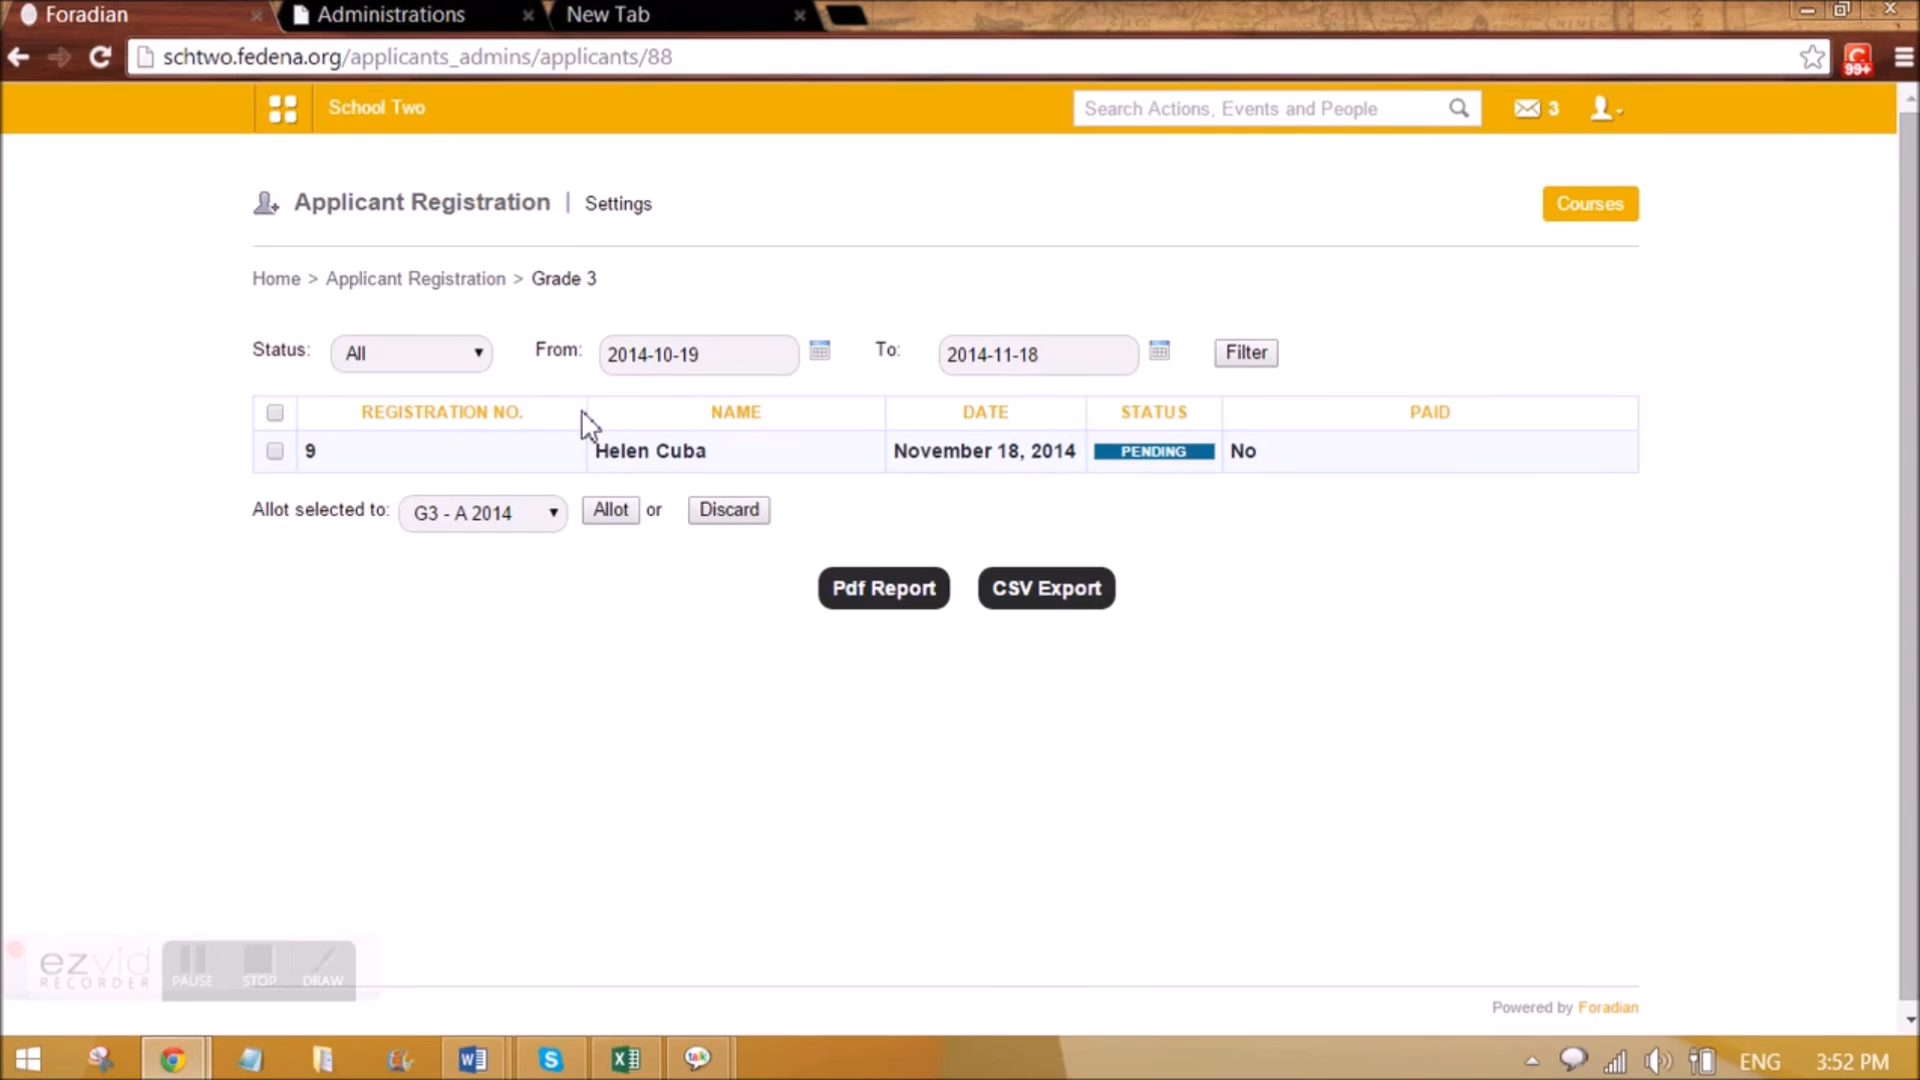 Foradian Administrations New Tab
schtwo.fedena.org/applicants_admins/applicants/88
99+
School Two Search Actions, Events and People 3
Applicant Registration | Settings Courses
Home > Applicant Registration > Grade 3
Status: All From: 2014-10-19 To: 2014-11-18 Filter
REGISTRATION NO. NAME DATE STATUS PAID
9 Helen Cuba November 18, 2014 PENDING No
Allot selected to: G3 - A 2014 Allot or Discard
Pdf Report CSV Export
ezvid
RECORDER PAUSE STOP DRAW
Powered by Foradian
talk ENG 3:52 PM